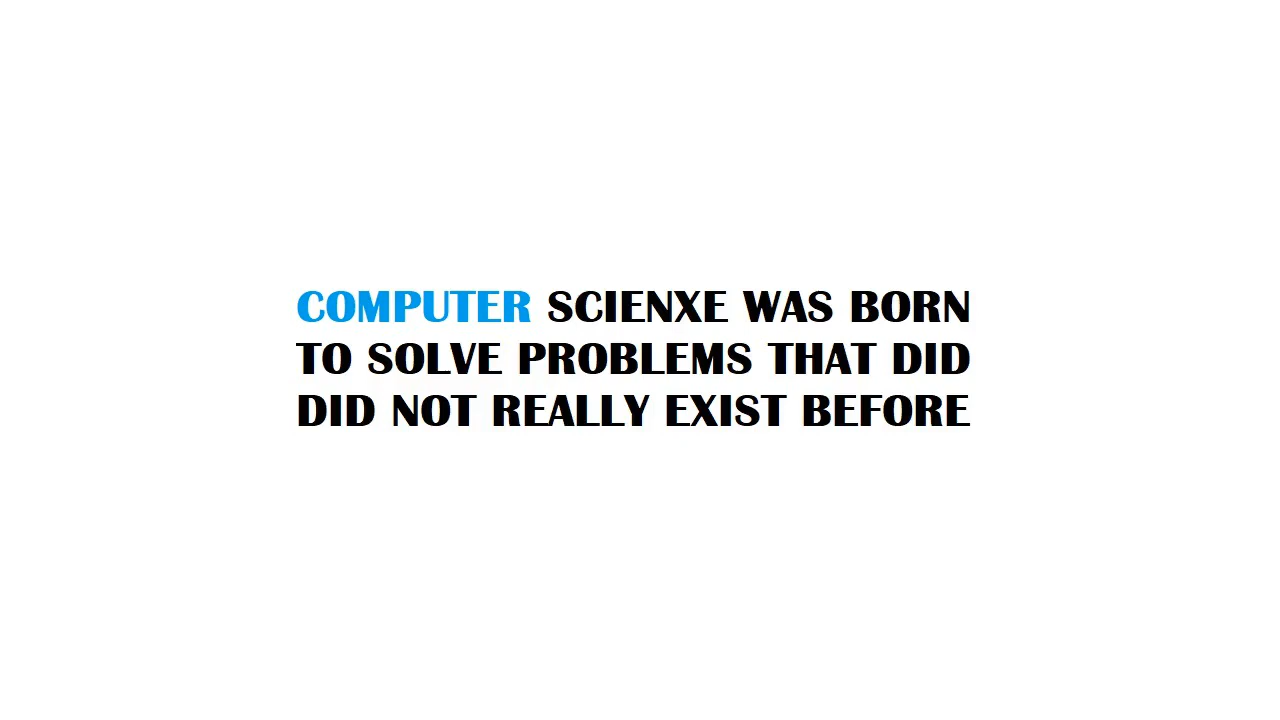 COMPUTER SCIENXE WAS BORN
TO SOLVE PROBLEMS THAT DID
DID NOT REALLY EXIST BEFORE